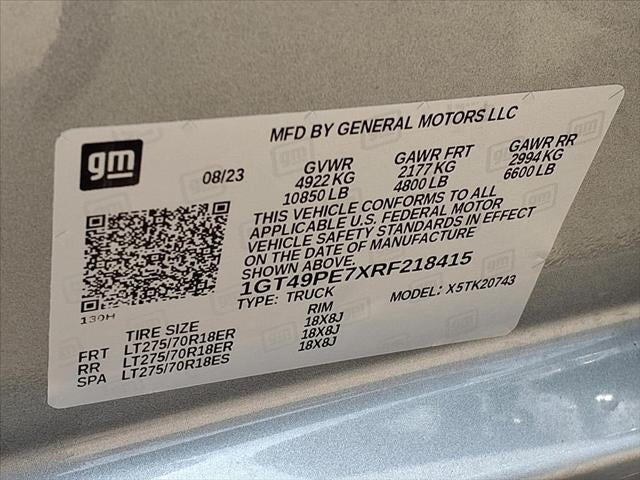 MFD BY GENERAL MOTORS LLC
gm
08/23
GVWR GAWR FRT GAWR RR
4922 KG 2177 KG 2994 KG
10850 LB 4800 LB 6600 LB
THIS VEHICLE CONFORMS TO ALL
APPLICABLE U.S. FEDERAL MOTOR
VEHICLE SAFETY STANDARDS IN EFFECT
ON THE DATE OF MANUFACTURE
SHOWN ABOVE.
1GT49PE7XRF218415
TYPE: TRUCK MODEL: X5TK20743
130H
TIRE SIZE RIM
FRT LT275/70R18ER 18X8J
RR LT275/70R18ER 18X8J
SPA LT275/70R18ES 18X8J